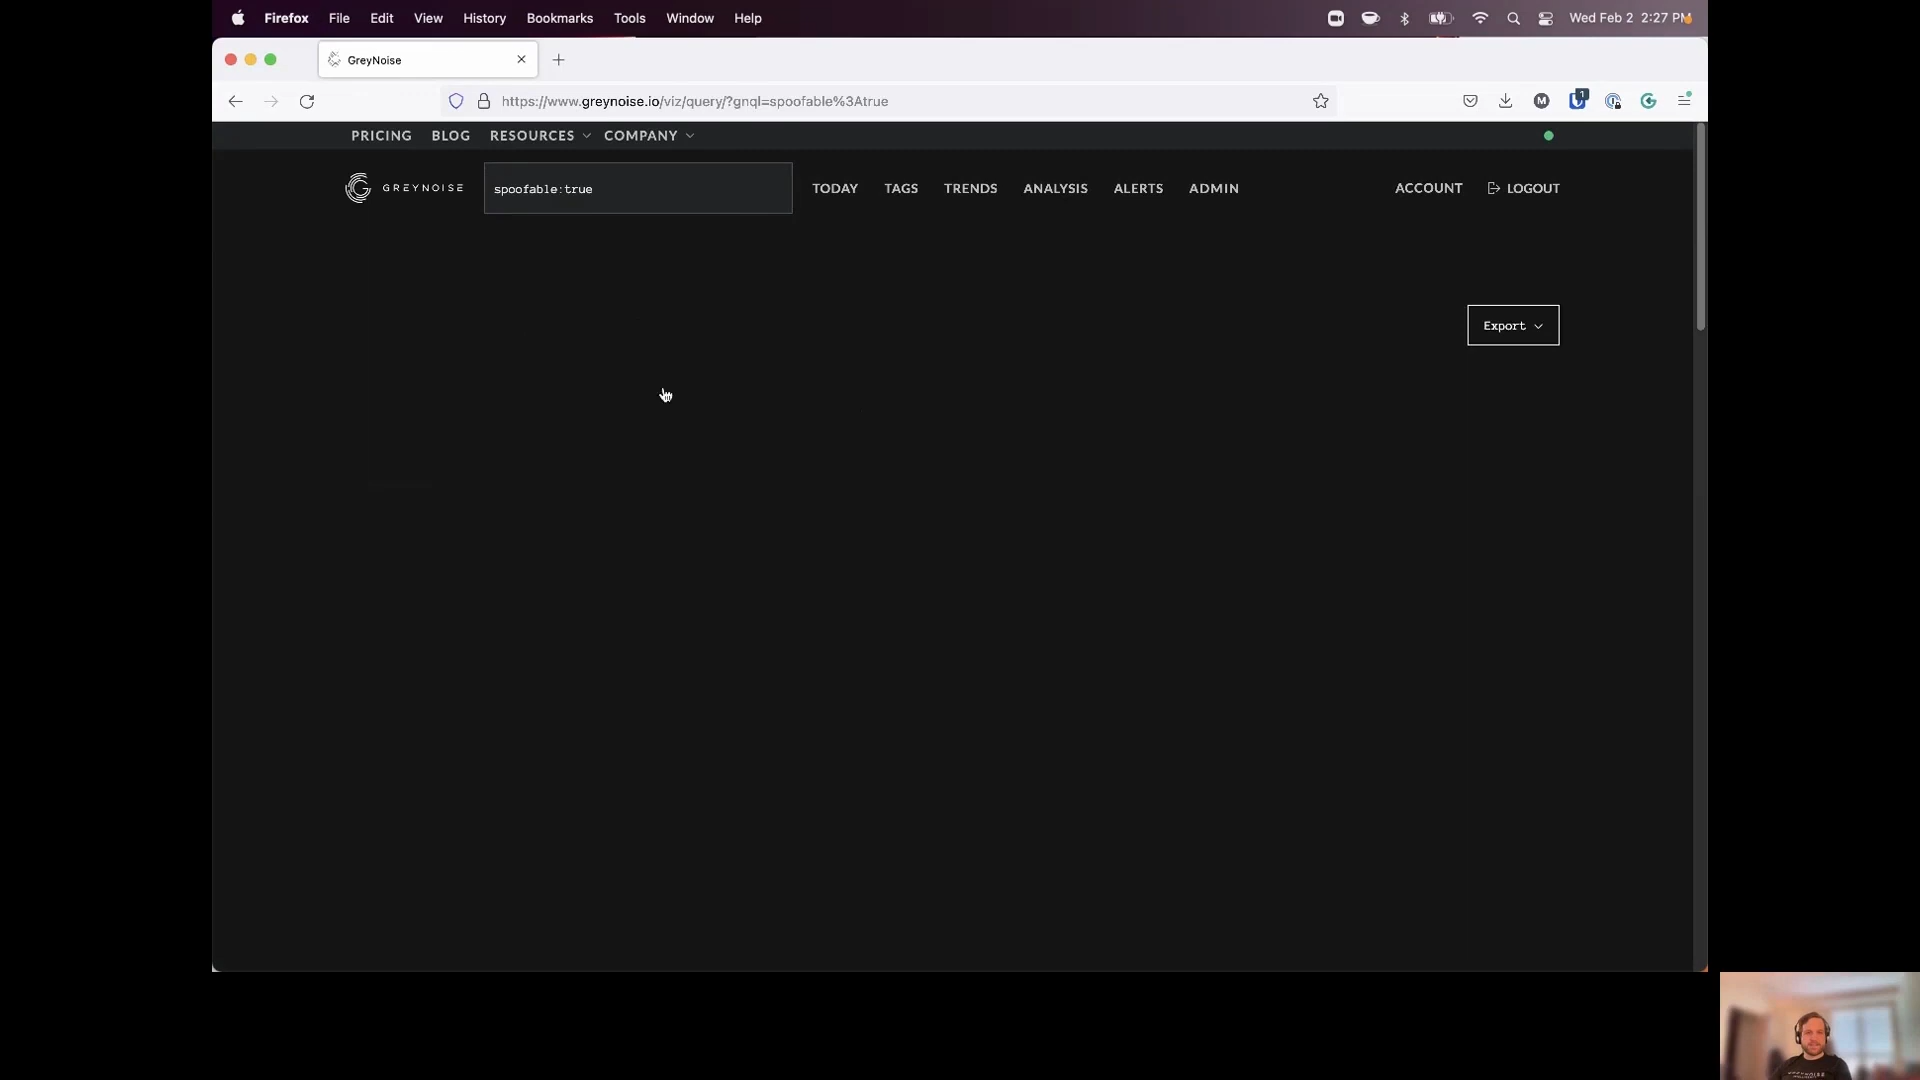 Firefox File Edit View History Bookmarks Tools Window Help Wed Feb 2 2:27 PM
GreyNoise
https://www.greynoise.io/viz/query/?gnql=spoofable%3Atrue
PRICING BLOG RESOURCES COMPANY
GREYNOISE spoofable:true TODAY TAGS TRENDS ANALYSIS ALERTS ADMIN ACCOUNT LOGOUT
Export